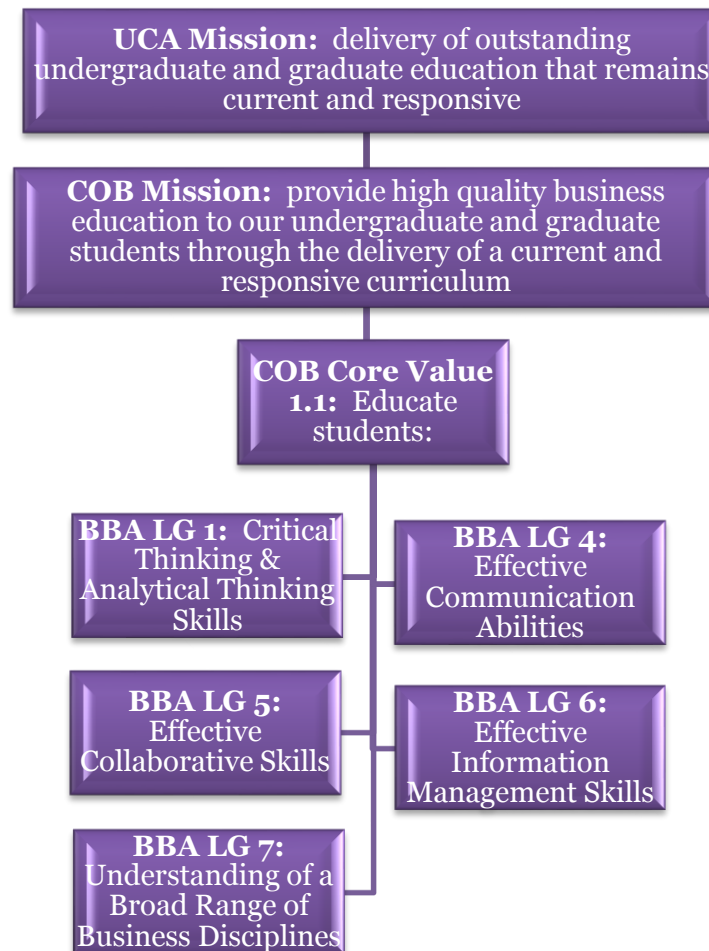 UCA Mission: delivery of outstanding
undergraduate and graduate education that remains
current and responsive
COB Mission: provide high quality business
education to our undergraduate and graduate
students through the delivery of a current and
responsive curriculum
COB Core Value
1.1: Educate
students:
BBA LG 1: Critical
Thinking &
Analytical Thinking
Skills
BBA LG 4:
Effective
Communication
Abilities
BBA LG 5:
Effective
Collaborative Skills
BBA LG 6:
Effective
Information
Management Skills
BBA LG 7:
Understanding of a
Broad Range of
Business Disciplines